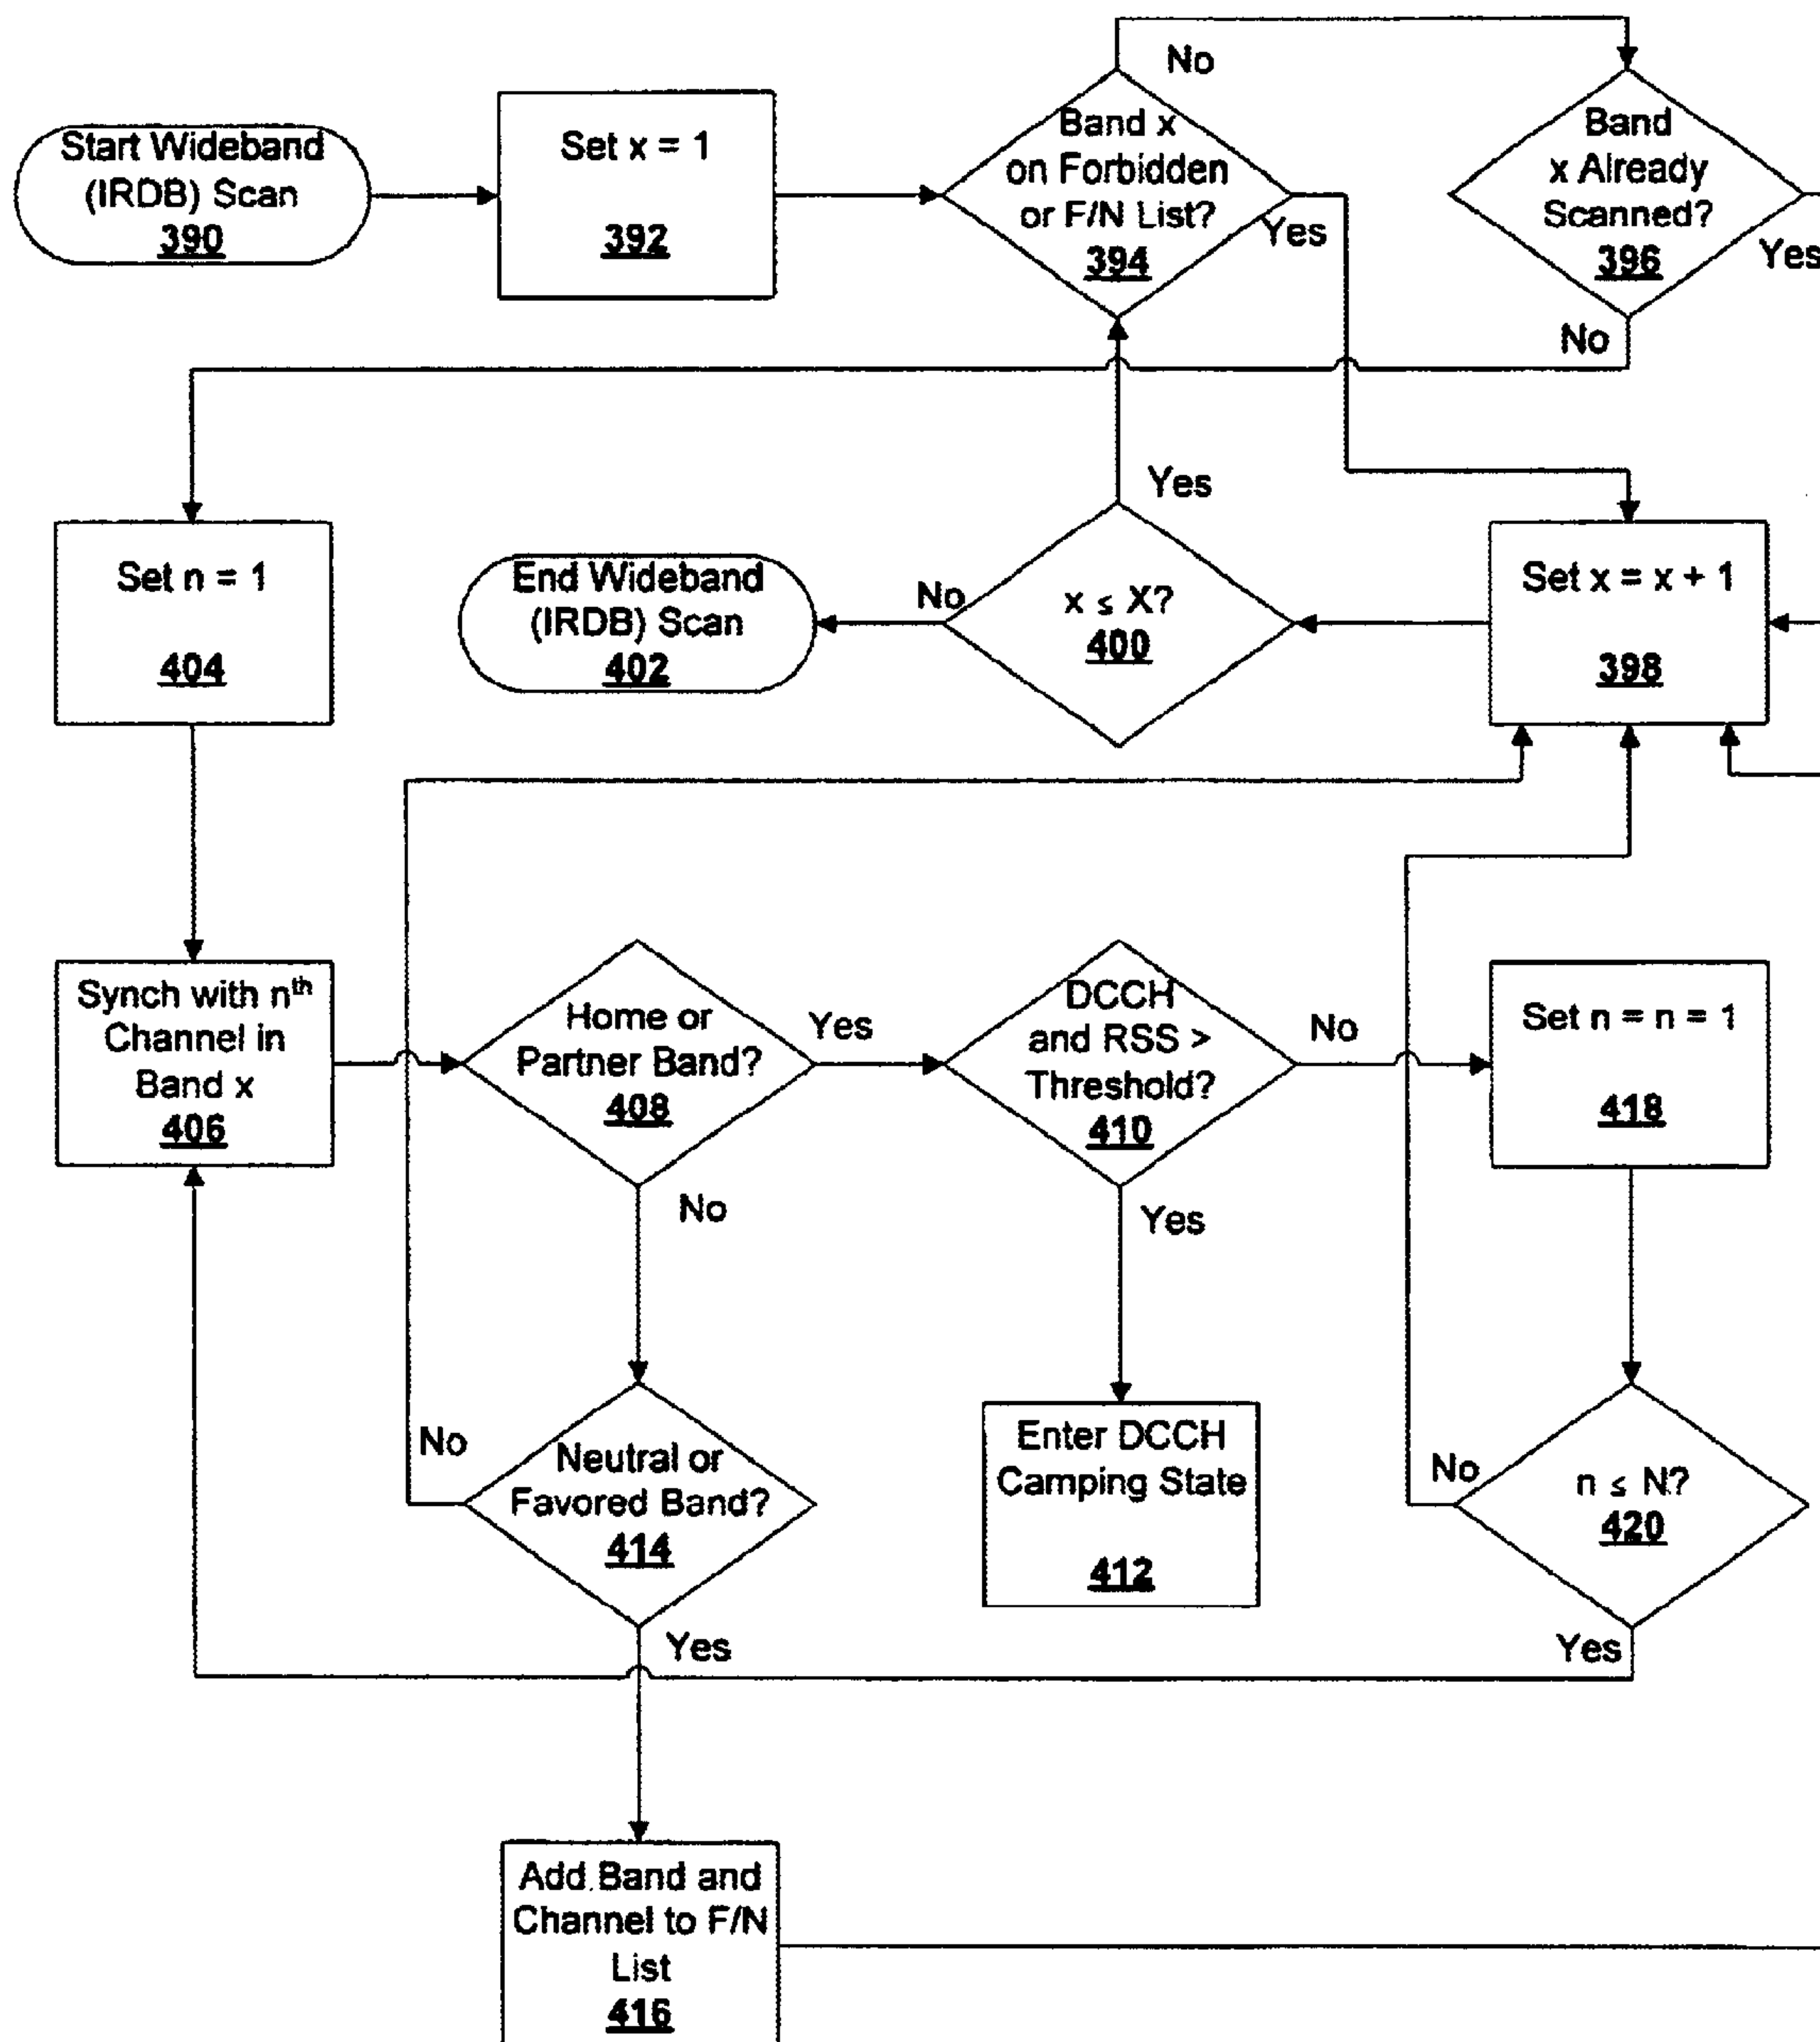 Start Wideband
(IRDB) Scan
390
Set x = 1
392
No
Band x
on Forbidden
or F/N List?
394
Yes
Band
x Already
Scanned?
396
Yes
No
Set n = 1
404
End Wideband
(IRDB) Scan
402
No
Yes
x ≤ X?
400
Set x = x + 1
398
Synch with nth
Channel in
Band x
406
Home or
Partner Band?
408
Yes
No
DCCH
and RSS >
Threshold?
410
No
Yes
Set n = n = 1
418
No
Neutral or
Favored Band?
414
Yes
Enter DCCH
Camping State
412
No
n ≤ N?
420
Yes
Add Band and
Channel to F/N
List
416